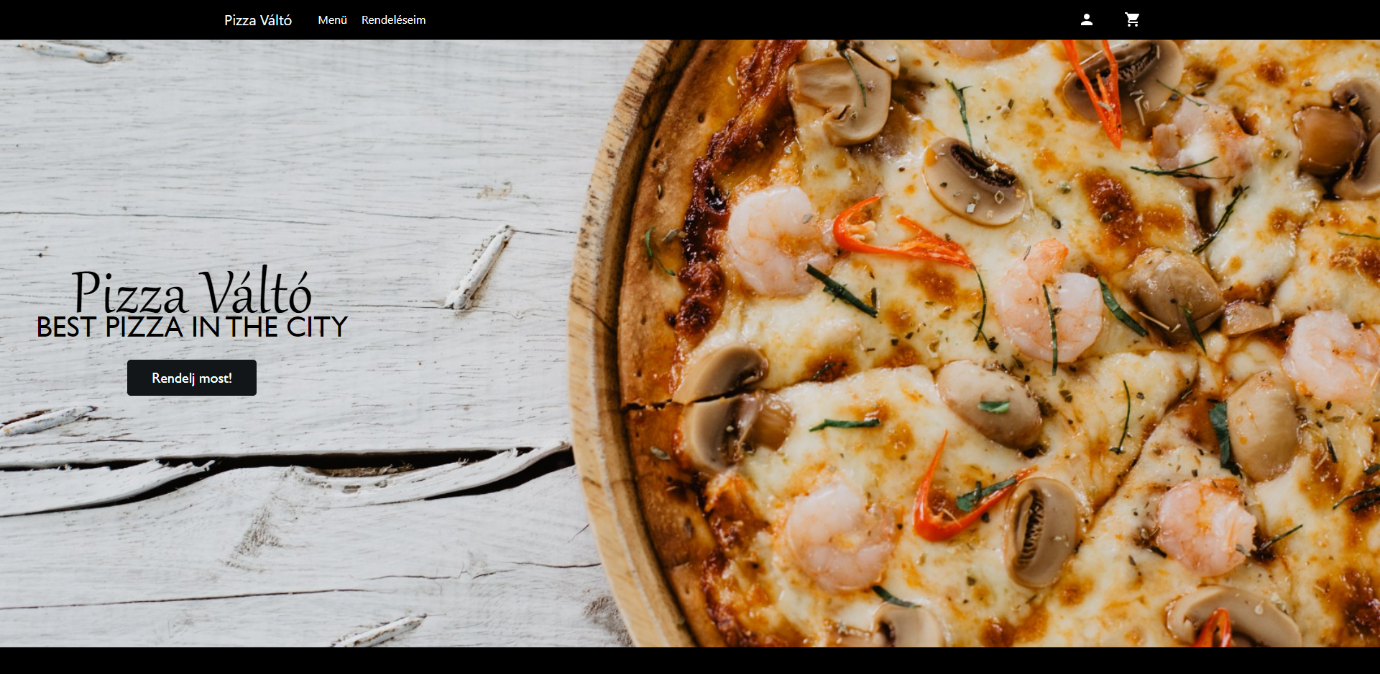 Pizza Váltó Menü Rendeléseim
Pizza Váltó
BEST PIZZA IN THE CITY
Rendelj most!